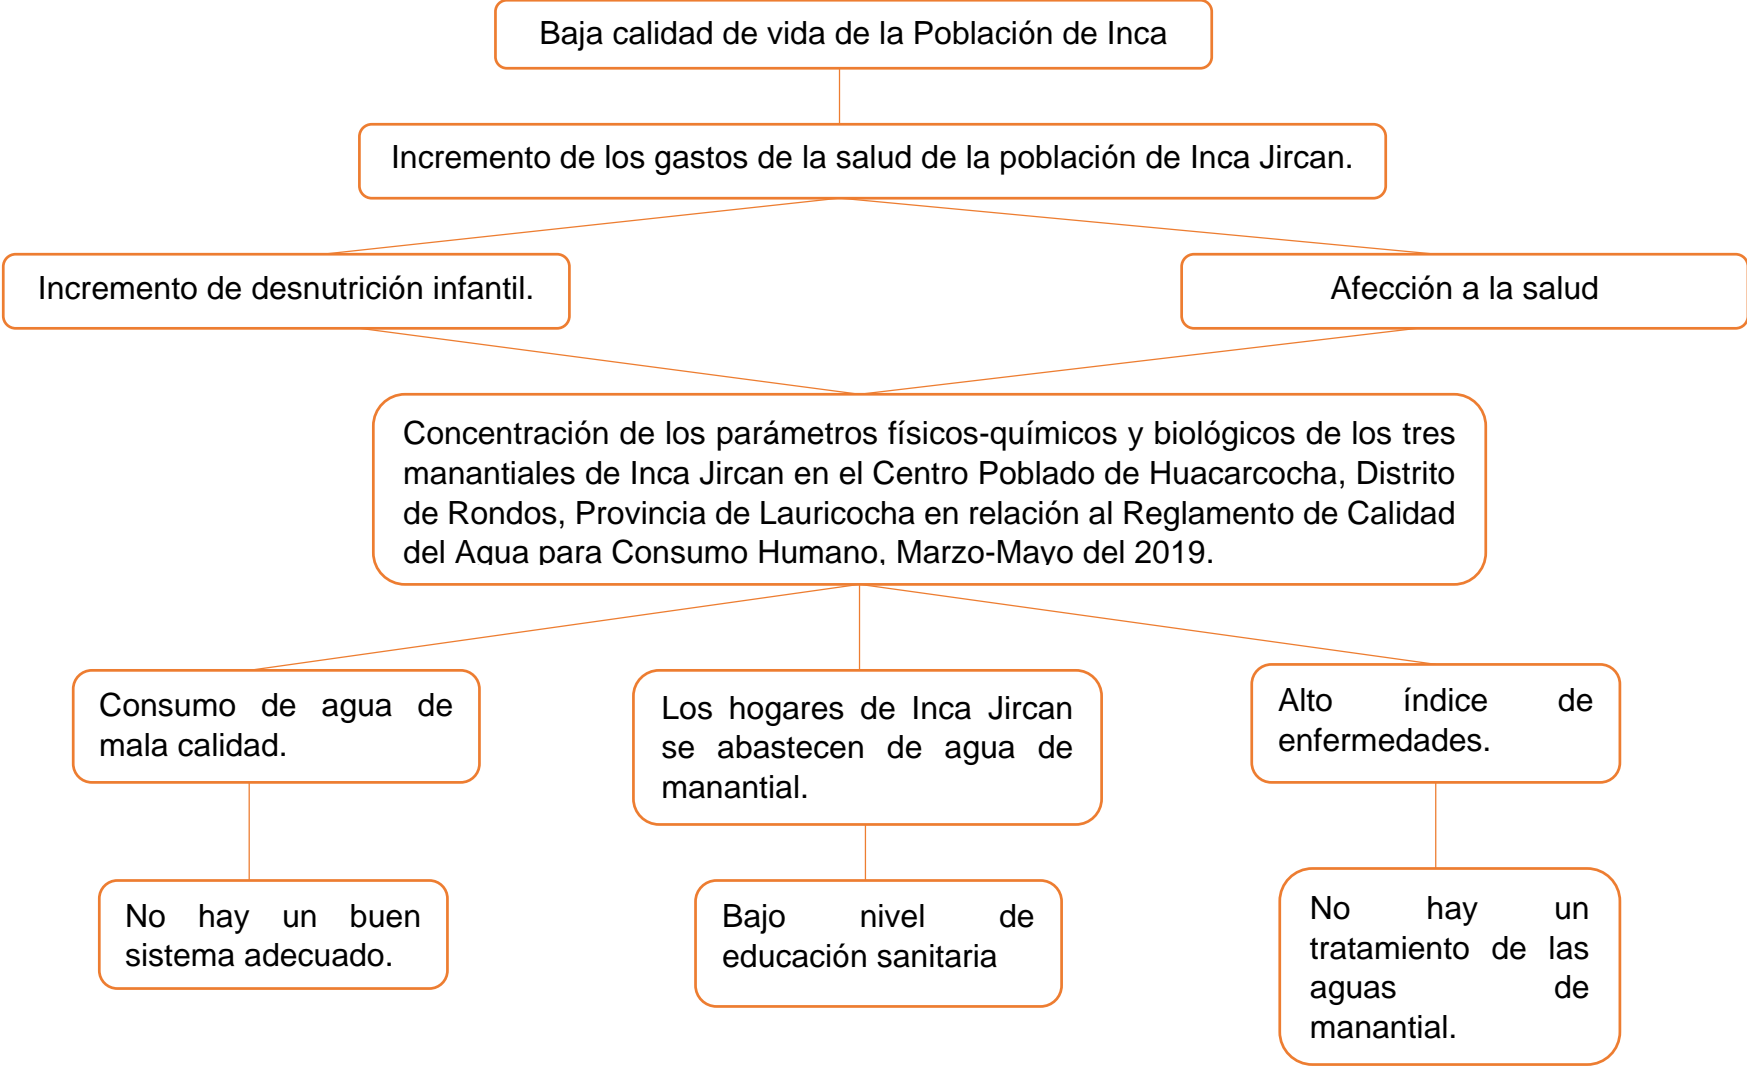 Baja calidad de vida de la Población de Inca
Incremento de los gastos de la salud de la población de Inca Jircan.
Incremento de desnutrición infantil.
Afección a la salud
Concentración de los parámetros físicos-químicos y biológicos de los tres
manantiales de Inca Jircan en el Centro Poblado de Huacarcocha, Distrito
de Rondos, Provincia de Lauricocha en relación al Reglamento de Calidad
del Agua para Consumo Humano, Marzo-Mayo del 2019.
Consumo de agua de
mala calidad.
Los hogares de Inca Jircan
se abastecen de agua de
manantial.
Alto índice de
enfermedades.
No hay un buen
sistema adecuado.
Bajo nivel de
educación sanitaria
No hay un
tratamiento de las
aguas de
manantial.